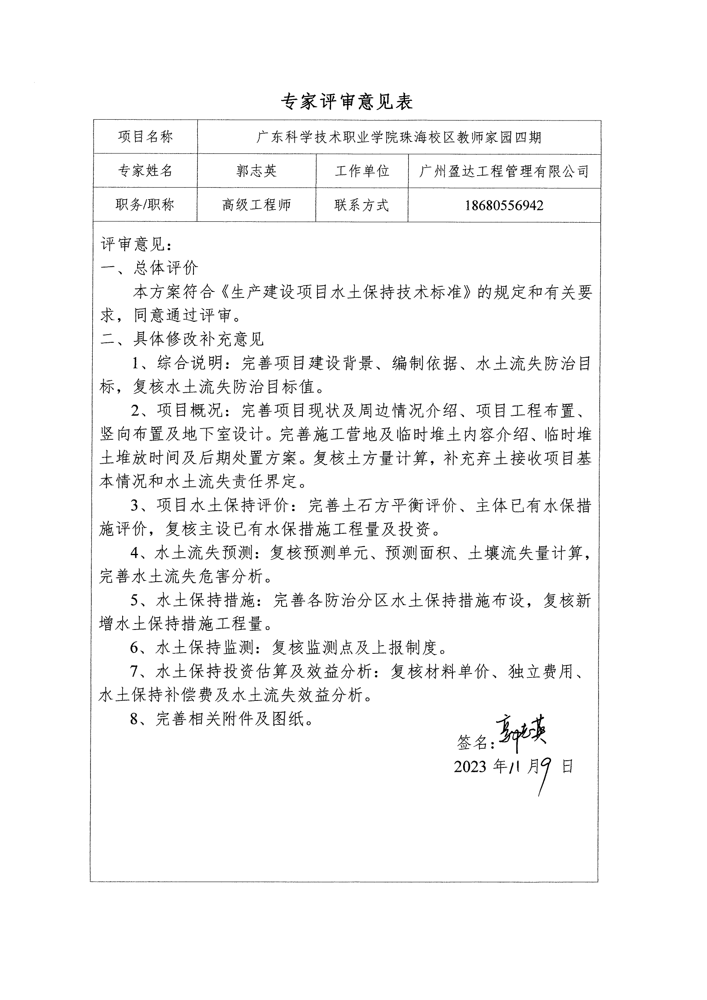 专家评审意见表
项目名称 广东科学技术职业学院珠海校区教师家园四期
专家姓名 郭志英 工作单位 广州盈达工程管理有限公司
职务/职称 高级工程师 联系方式 18680556942
评审意见：
一、总体评价
本方案符合《生产建设项目水土保持技术标准》的规定和有关要
求，同意通过评审。
二、具体修改补充意见
1、综合说明：完善项目建设背景、编制依据、水土流失防治目
标，复核水土流失防治目标值。
2、项目概况：完善项目现状及周边情况介绍、项目工程布置、
竖向布置及地下室设计。完善施工营地及临时堆土内容介绍、临时堆
土堆放时间及后期处置方案。复核土方量计算，补充弃土接收项目基
本情况和水土流失责任界定。
3、项目水土保持评价：完善土石方平衡评价、主体已有水保措
施评价，复核主设已有水保措施工程量及投资。
4、水土流失预测：复核预测单元、预测面积、土壤流失量计算，
完善水土流失危害分析。
5、水土保持措施：完善各防治分区水土保持措施布设，复核新
增水土保持措施工程量。
6、水土保持监测：复核监测点及上报制度。
7、水土保持投资估算及效益分析：复核材料单价、独立费用、
水土保持补偿费及水土流失效益分析。
8、完善相关附件及图纸。
签名：郭志英
2023 年 11 月 9 日